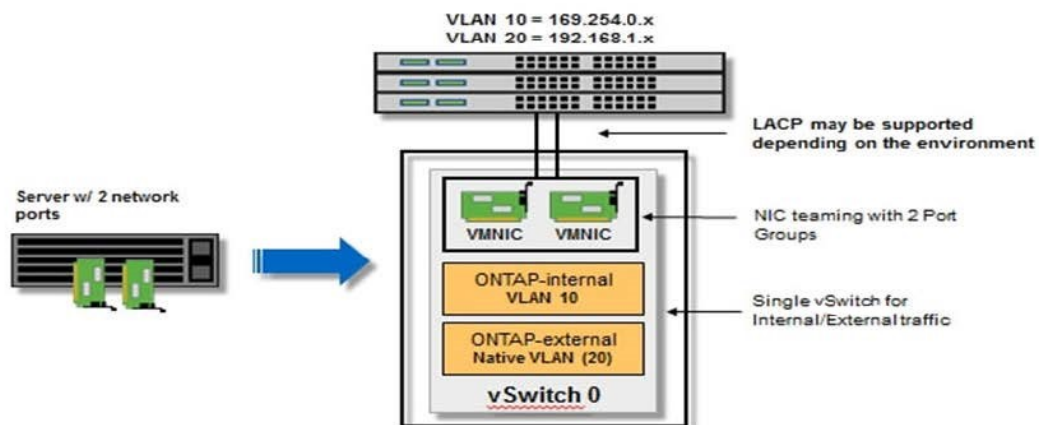 VLAN 10 = 169.254.0.x
VLAN 20 = 192.168.1.x
LACP may be supported
depending on the environment
Server w/ 2 network
ports
VMNIC
VMNIC
NIC teaming with 2 Port
Groups
ONTAP-internal
VLAN 10
Single vSwitch for
Internal/External traffic
ONTAP-external
Native VLAN (20)
vSwitch 0